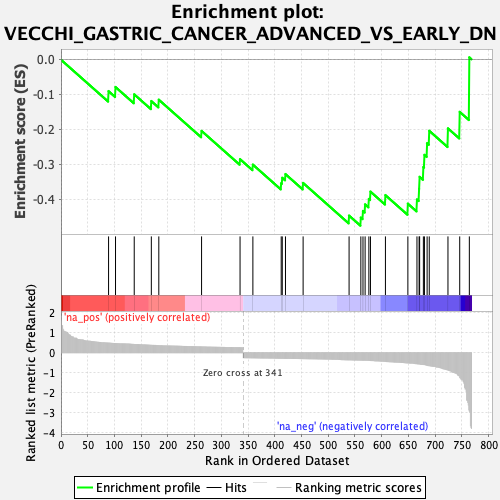 Enrichment plot:
VECCHI_GASTRIC_CANCER_ADVANCED_VS_EARLY_DN
Enrichment score (ES)
0.0
-0.1
-0.2
-0.3
-0.4
'na_pos' (positively correlated)
Ranked list metric (PreRanked)
2
1
0
-1
-2
-3
-4
Zero cross at 341
'na_neg' (negatively correlated)
0 50 100 150 200 250 300 350 400 450 500 550 600 650 700 750 800
Rank in Ordered Dataset
Enrichment profile Hits Ranking metric scores